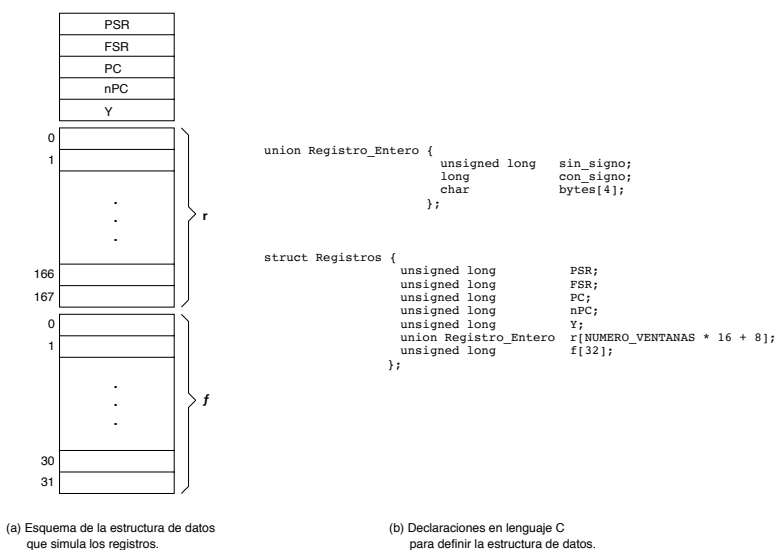 PSR
FSR
PC
nPC
Y
0
1
.
.
.
r
166
167
0
1
.
.
.
f
30
31
(a) Esquema de la estructura de datos
que simula los registros.
union Registro_Entero {
unsigned long sin_signo;
long con_signo;
char bytes[4];
};
struct Registros {
unsigned long PSR;
unsigned long FSR;
unsigned long PC;
unsigned long nPC;
unsigned long Y;
union Registro_Entero r[NUMERO_VENTANAS * 16 + 8];
unsigned long f[32];
};
(b) Declaraciones en lenguaje C
para definir la estructura de datos.